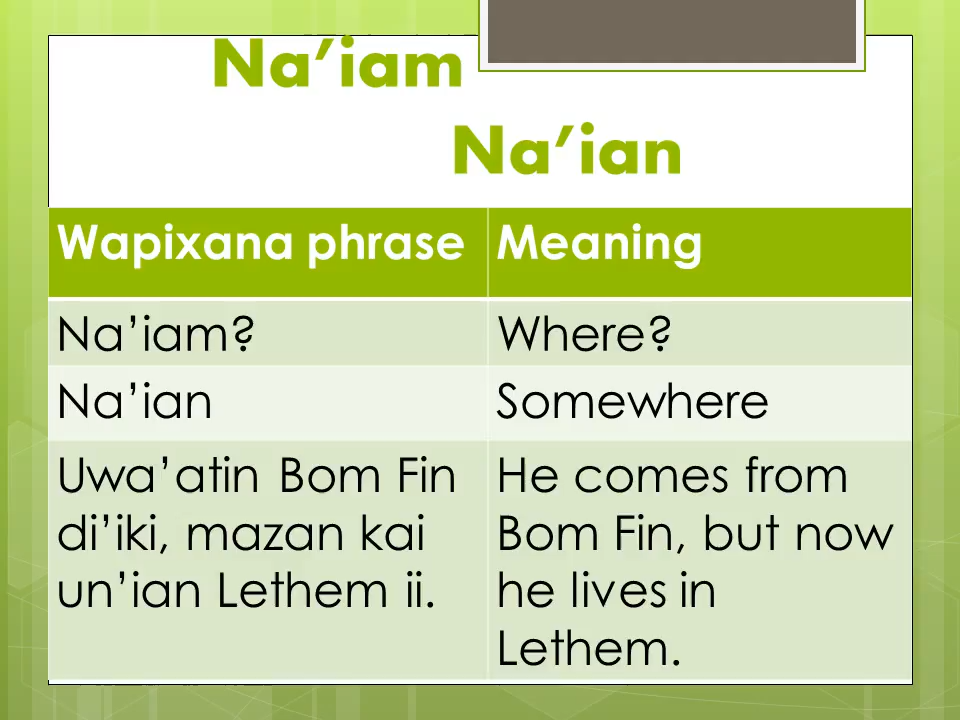 Na’iam
Na’ian
Wapixana phrase
Meaning
Na’iam?
Where?
Na’ian
Somewhere
Uwa’atin Bom Fin
di’iki, mazan kai
un’ian Lethem ii.
He comes from
Bom Fin, but now
he lives in
Lethem.